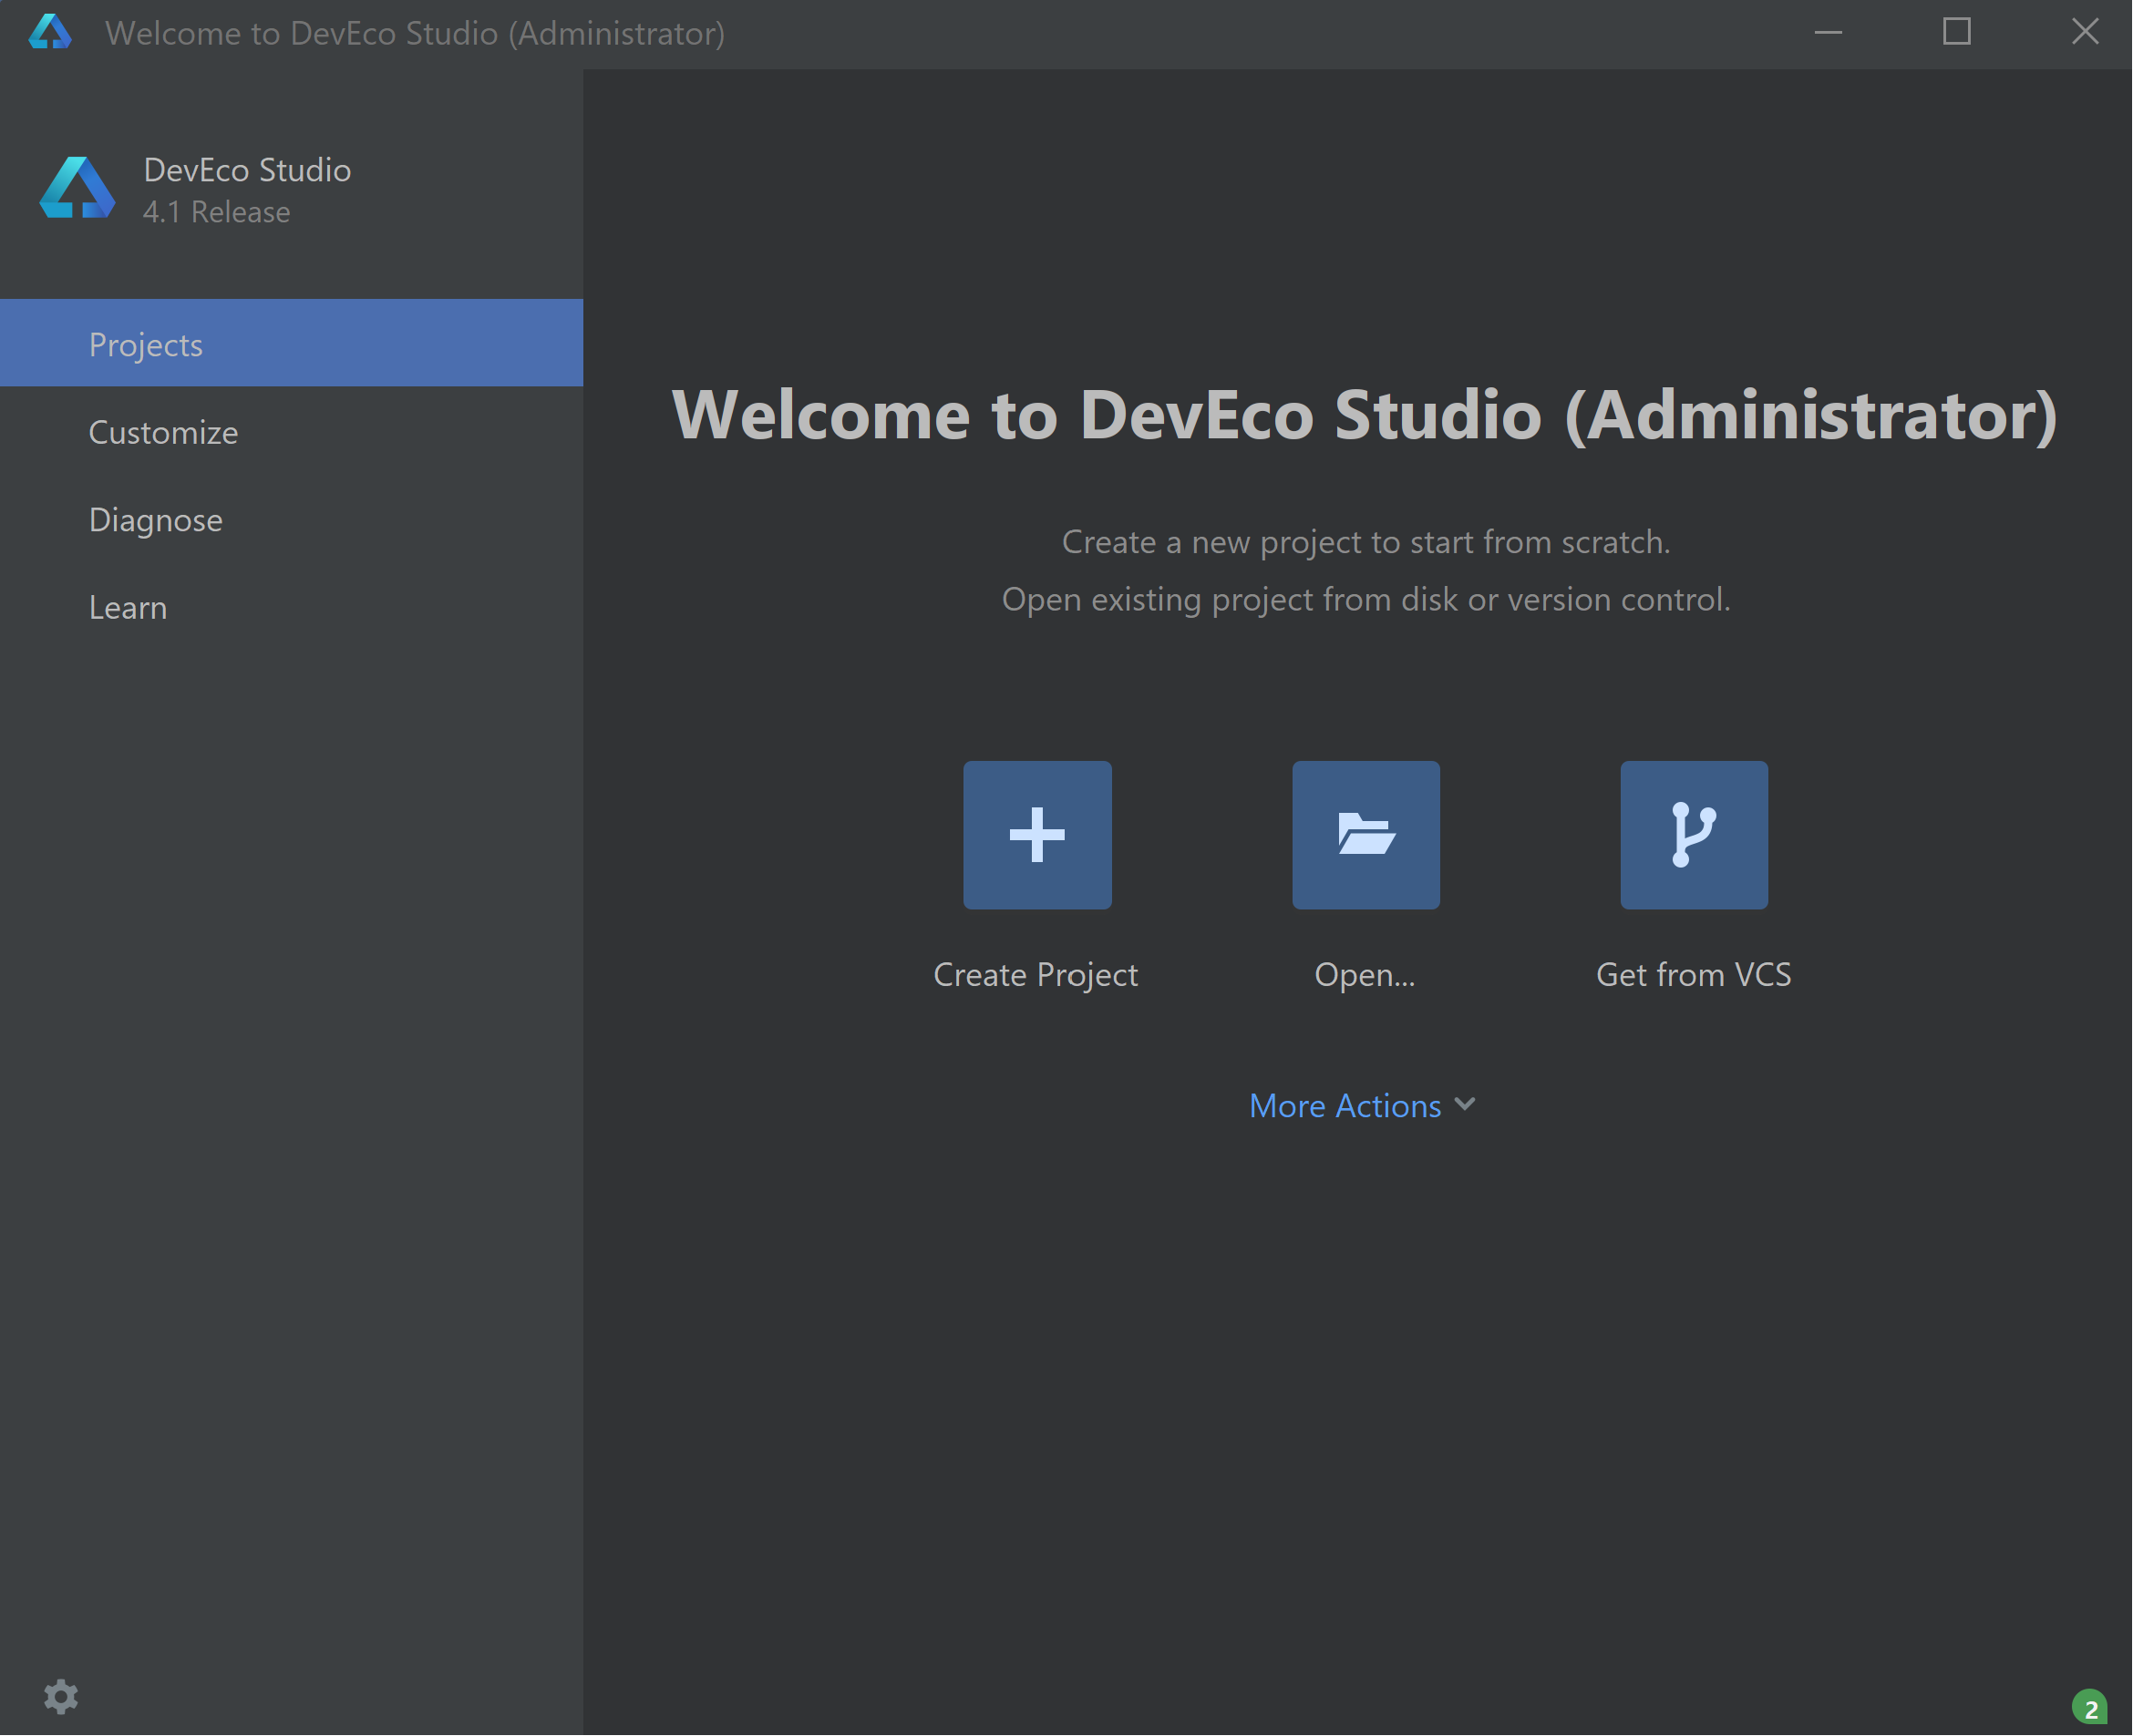 Welcome to DevEco Studio (Administrator)
DevEco Studio
4.1 Release
Projects
Customize
Diagnose
Learn
Welcome to DevEco Studio (Administrator)
Create a new project to start from scratch.
Open existing project from disk or version control.
Create Project
Open...
Get from VCS
More Actions
2